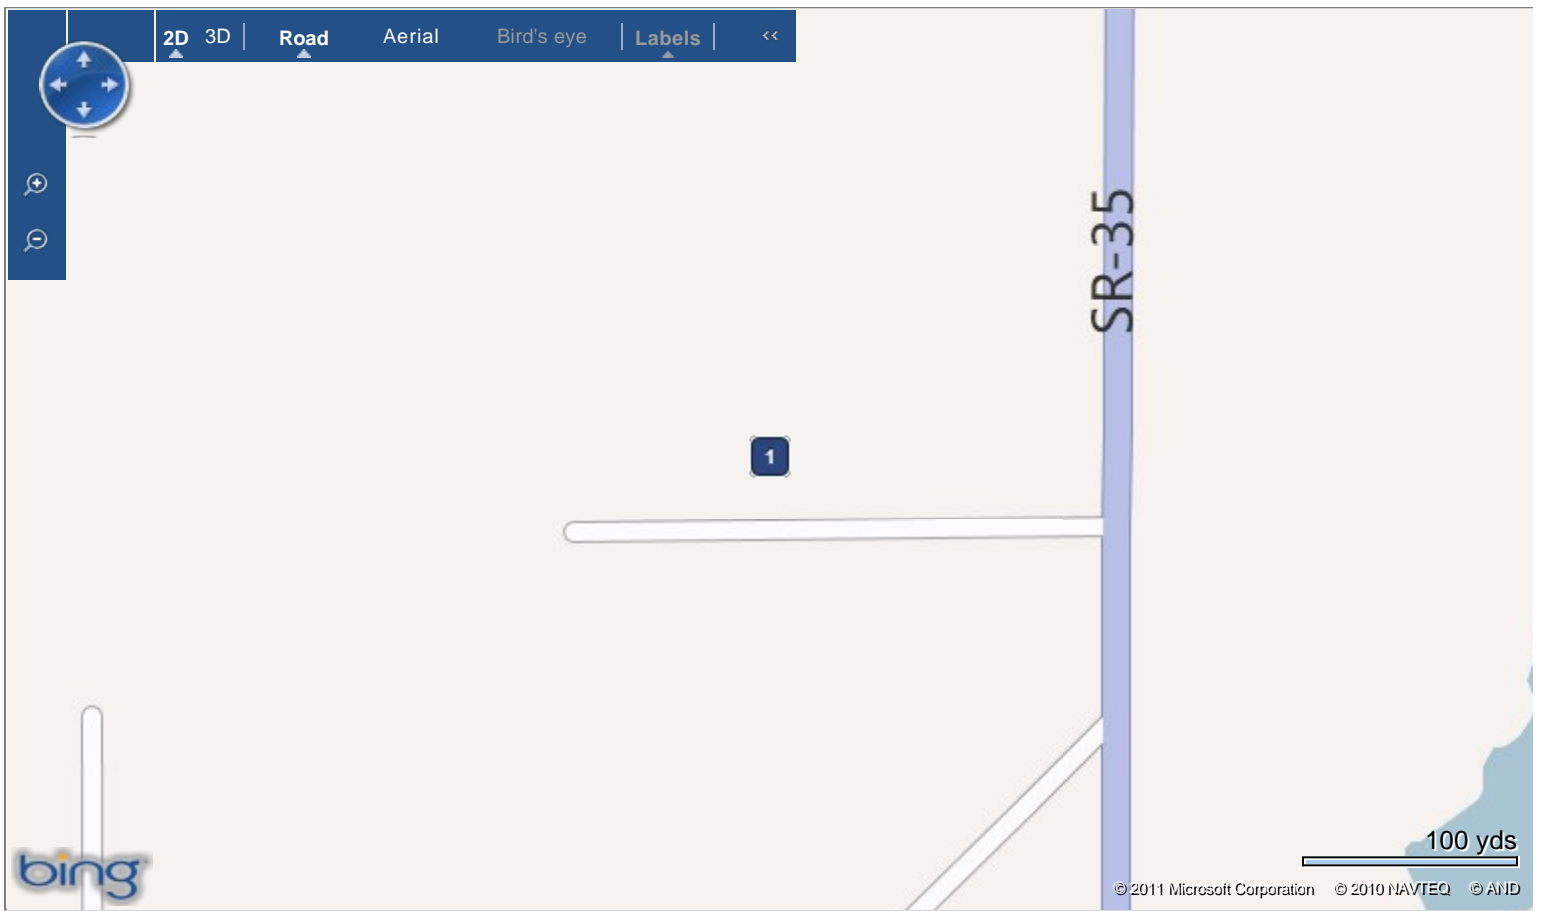 2D 3D Road Aerial Bird's eye Labels <<
SR-35
1
100 yds
bing
© 2011 Microsoft Corporation © 2010 NAVTEQ © AND